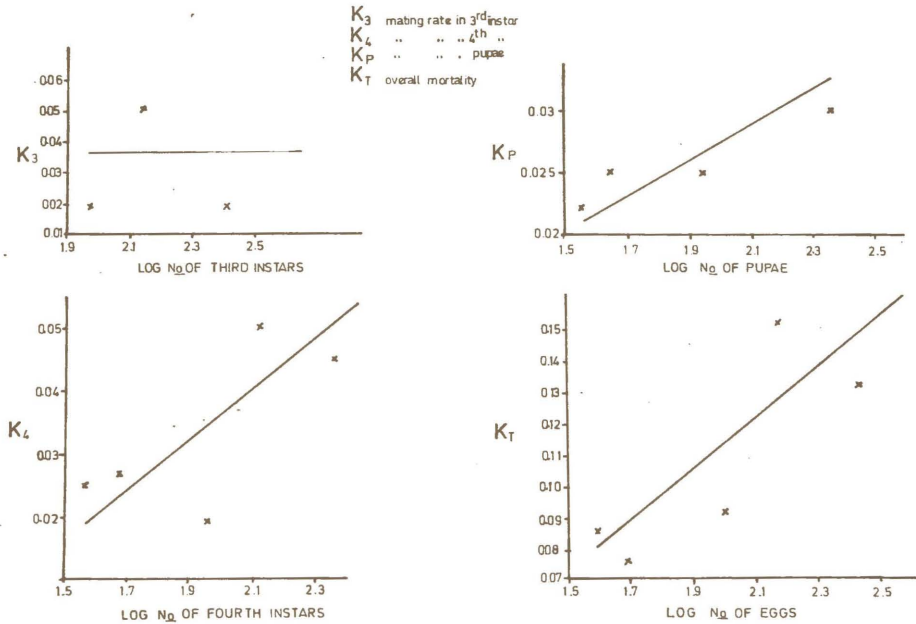 K3 mating rate in 3rd instar
K4 " " " 4th "
KP " " " pupae
KT overall mortality
0.06
0.05
0.04
0.03
0.02
0.01
K3
1.9 2.1 2.3 2.5
LOG No OF THIRD INSTARS
0.03
0.025
0.02
KP
1.5 1.7 1.9 2.1 2.3 2.5
LOG No OF PUPAE
0.05
0.04
0.03
0.02
K4
1.5 1.7 1.9 2.1 2.3
LOG No OF FOURTH INSTARS
0.15
0.14
0.13
0.12
0.11
0.10
0.09
0.08
0.07
KT
1.5 1.7 1.9 2.1 2.3 2.5
LOG No OF EGGS